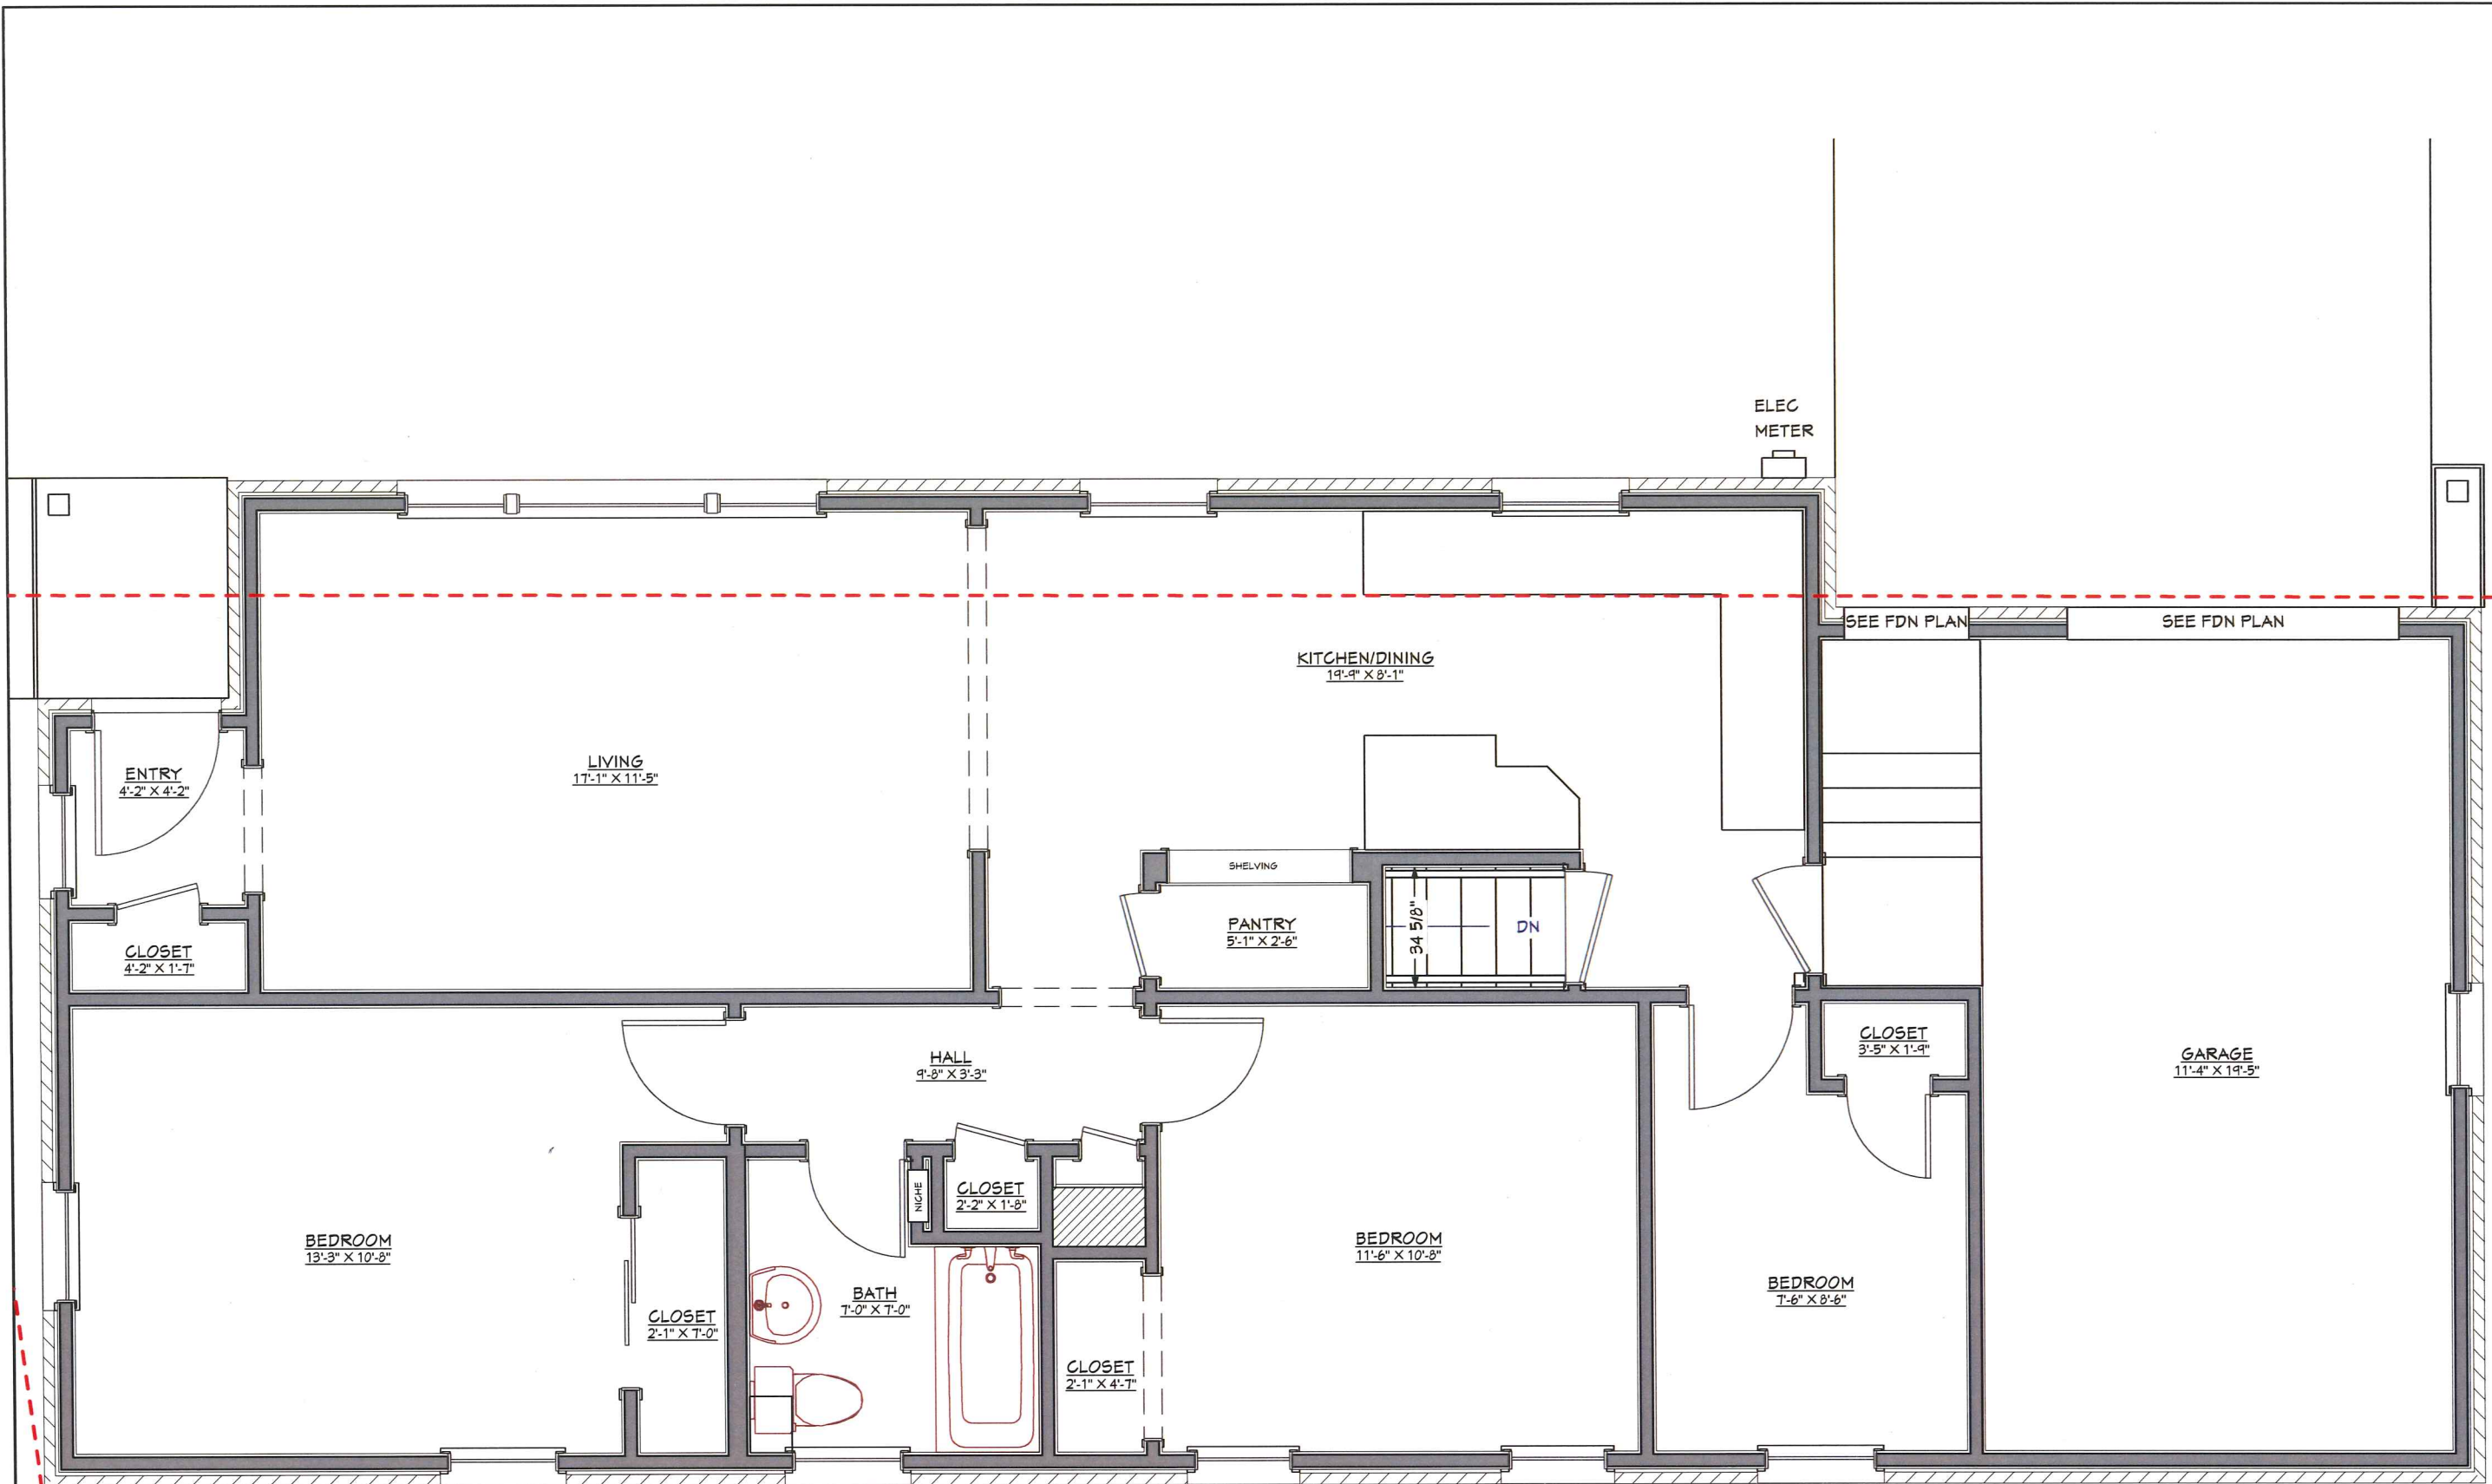 ELEC
METER
SEE FDN PLAN
SEE FDN PLAN
KITCHEN/DINING
19'-9" X 8'-1"
LIVING
17'-1" X 11'-5"
ENTRY
4'-2" X 4'-2"
SHELVING
PANTRY
5'-1" X 2'-6"
34 5/8"
DN
CLOSET
4'-2" X 1'-7"
HALL
9'-8" X 3'-3"
CLOSET
3'-5" X 1'-9"
GARAGE
11'-4" X 19'-5"
NICHE
CLOSET
2'-2" X 1'-8"
BEDROOM
13'-3" X 10'-8"
BEDROOM
11'-6" X 10'-8"
BATH
7'-0" X 7'-0"
BEDROOM
7'-6" X 8'-6"
CLOSET
2'-1" X 7'-0"
CLOSET
2'-1" X 4'-7"